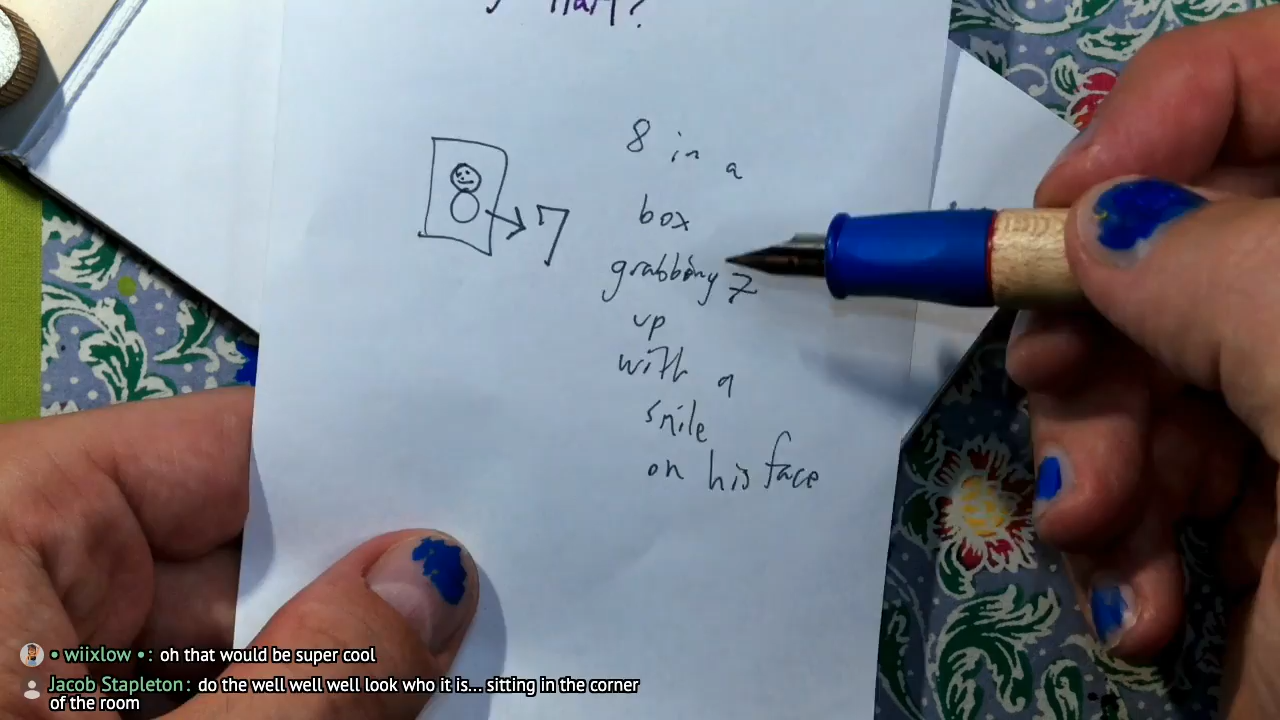 Hart?
8 in a
box
7
grabbing 7
up
with a
smile
on his face
• wiixlow •: oh that would be super cool
Jacob Stapleton: do the well well well look who it is... sitting in the corner
of the room